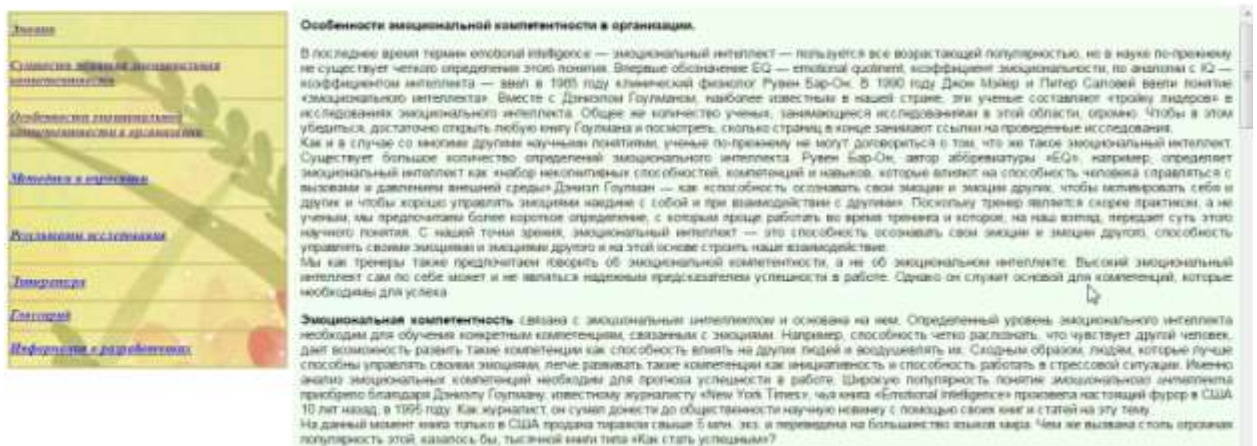 Сущность понятия эмоциональная компетентность
Особенности эмоциональной компетентности в организации
Методики и опросники
Результаты исследования
Литература
Глоссарий
Информация о разработчиках
Особенности эмоциональной компетентности в организации.
В последнее время термин emotional intelligence — эмоциональный интеллект — пользуется все возрастающей популярностью, но в науке по-прежнему
не существует четкого определения этого понятия. Впервые обозначение EQ — emotional quotient, коэффициент эмоциональности, по аналогии с IQ —
коэффициентом интеллекта — ввел в 1985 году клинический физиолог Рувен Бар-Он. В 1990 году Джон Мэйер и Питер Саловей ввели понятие
«эмоционального интеллекта». Вместе с Дэниэлом Гоулманом, наиболее известным в нашей стране, эти ученые составляют «тройку лидеров» в
исследованиях эмоционального интеллекта. Общее же количество ученых, занимающихся исследованиями в этой области, огромно. Чтобы в этом
убедиться, достаточно открыть любую книгу Гоулмана и посмотреть, сколько страниц в конце занимают ссылки на проведенные исследования.
Как и в случае со многими другими научными понятиями, ученые по-прежнему не могут договориться о том, что же такое эмоциональный интеллект.
Существует большое количество определений эмоционального интеллекта. Рувен Бар-Он, автор аббревиатуры «EQ», например, определяет
эмоциональный интеллект как «набор некогнитивных способностей, компетенций и навыков, которые влияют на способность человека справляться с
вызовами и давлением внешней среды» Дэниэл Гоулман — как «способность осознавать свои эмоции и эмоции других, чтобы мотивировать себя и
других и чтобы хорошо управлять эмоциями наедине с собой и при взаимодействии с другими». Поскольку тренер является скорее практиком, а не
ученым, мы предпочитаем более короткое определение, с которым проще работать во время тренинга и которое, на наш взгляд, передает суть этого
научного понятия. С нашей точки зрения, эмоциональный интеллект — это способность осознавать свои эмоции и эмоции другого, способность
управлять своими эмоциями и эмоциями другого и на этой основе строить наше взаимодействие.
Мы как тренеры также предпочитаем говорить об эмоциональной компетентности, а не об эмоциональном интеллекте. Высокий эмоциональный
интеллект сам по себе может и не являться надежным предсказателем успешности в работе. Однако он служит основой для компетенций, которые
необходимы для успеха
Эмоциональная компетентность связана с эмоциональным интеллектом и основана на нем. Определенный уровень эмоционального интеллекта
необходим для обучения конкретным компетенциям, связанным с эмоциями. Например, способность четко распознать, что чувствует другой человек,
дает возможность развить такие компетенции как способность влиять на других людей и воодушевлять их. Сходным образом, людям, которые лучше
способны управлять своими эмоциями, легче развивать такие компетенции как инициативность и способность работать в стрессовой ситуации. Именно
анализ эмоциональных компетенций необходим для прогноза успешности в работе. Широкую популярность понятие эмоционального интеллекта
приобрело благодаря Дэниэлу Гоулману, известному журналисту «New York Times», чья книга «Emotional Intelligence» произвела настоящий фурор в США
10 лет назад, в 1995 году. Как журналист, он сумел донести до общественности научную новинку с помощью своих книг и статей на эту тему.
На данный момент книга только в США продана тиражом свыше 5 млн. экз. и переведена на большинство языков мира. Чем же вызвана столь огромная
популярность этой, казалось бы, тысячной книги типа «Как стать успешным»?